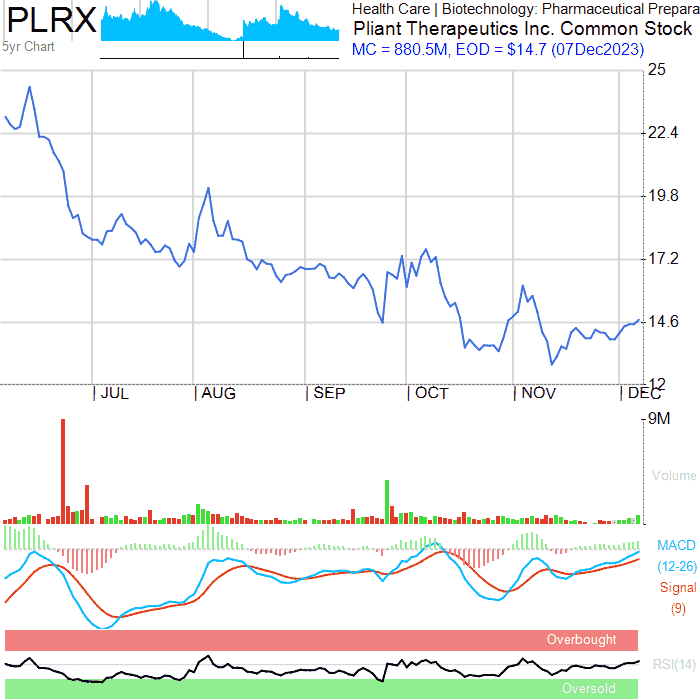 PLRX
5yr Chart
Health Care | Biotechnology: Pharmaceutical Prepara
Pliant Therapeutics Inc. Common Stock
MC = 880.5M, EOD = $14.7 (07Dec2023)
25
22.4
19.8
17.2
14.6
12
JUL
AUG
SEP
OCT
NOV
DEC
9M
Volume
MACD
(12-26)
Signal
(9)
Overbought
RSI(14)
Oversold